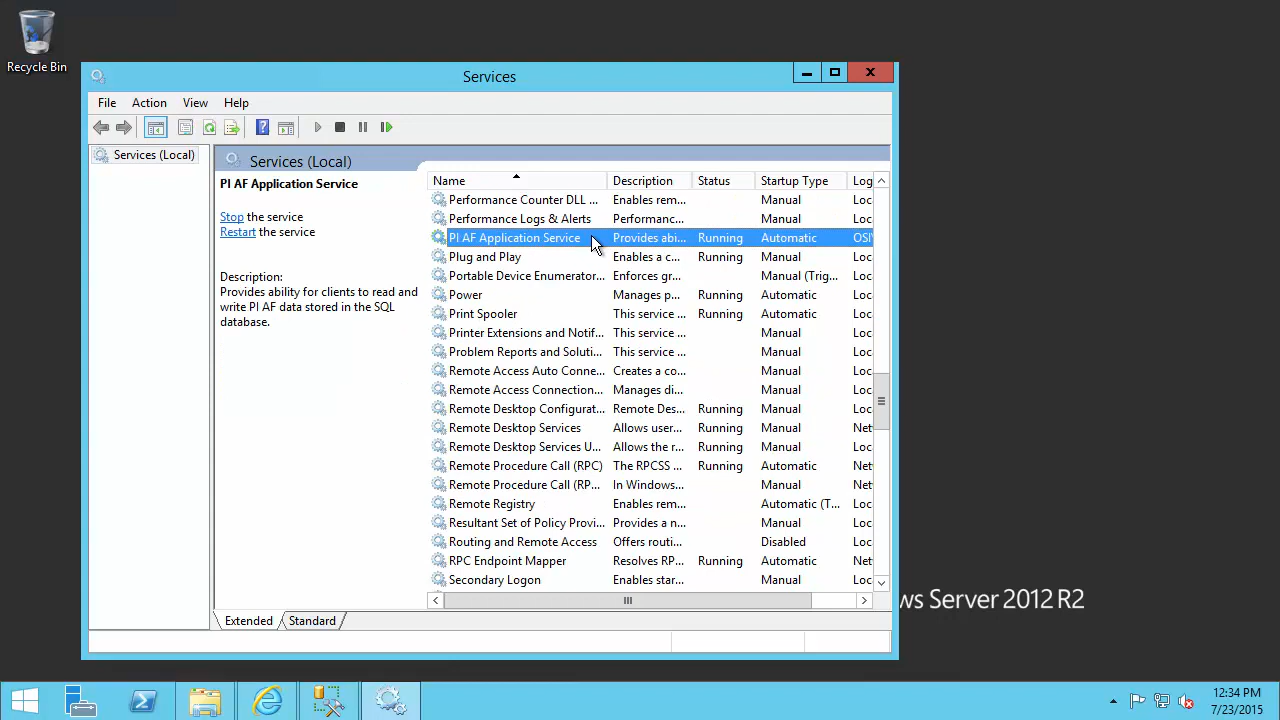 Recycle Bin
Services
File Action View Help
Services (Local)
Services (Local)
PI AF Application Service
Stop the service
Restart the service
Description:
Provides ability for clients to read and
write PI AF data stored in the SQL
database.
Name Description Status Startup Type Log
Performance Counter DLL ... Enables rem... Manual Loc
Performance Logs & Alerts Performanc... Manual Loc
PI AF Application Service Provides abi... Running Automatic OSI
Plug and Play Enables a c... Running Manual Loc
Portable Device Enumerator... Enforces gr... Manual (Trig... Loc
Power Manages p... Running Automatic Loc
Print Spooler This service ... Running Automatic Loc
Printer Extensions and Notif... This service ... Manual Loc
Problem Reports and Soluti... This service ... Manual Loc
Remote Access Auto Conne... Creates a co... Manual Loc
Remote Access Connection... Manages di... Manual Loc
Remote Desktop Configurat... Remote Des... Running Manual Loc
Remote Desktop Services Allows user... Running Manual Net
Remote Desktop Services U... Allows the r... Running Manual Loc
Remote Procedure Call (RPC) The RPCSS ... Running Automatic Net
Remote Procedure Call (RP... In Windows... Manual Net
Remote Registry Enables rem... Automatic (T... Loc
Resultant Set of Policy Provi... Provides a n... Manual Loc
Routing and Remote Access Offers routi... Disabled Loc
RPC Endpoint Mapper Resolves RP... Running Automatic Net
Secondary Logon Enables star... Manual Loc
Extended Standard
ws Server 2012 R2
12:34 PM
7/23/2015